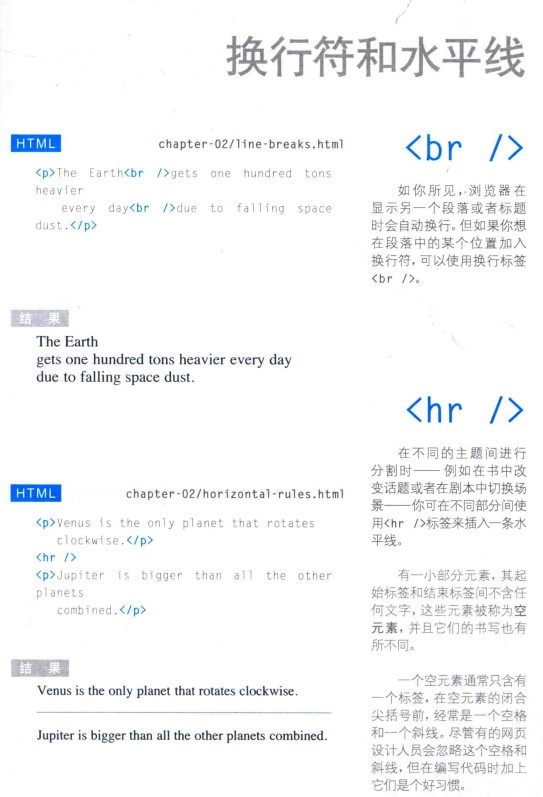 换行符和水平线
HTML
chapter-02/line-breaks.html
<p>The Earth<br />gets one hundred tons
heavier
every day<br />due to falling space
dust.</p>
结 果
The Earth
gets one hundred tons heavier every day
due to falling space dust.
HTML
chapter-02/horizontal-rules.html
<p>Venus is the only planet that rotates
clockwise.</p>
<hr />
<p>Jupiter is bigger than all the other
planets
combined.</p>
结 果
Venus is the only planet that rotates clockwise.
Jupiter is bigger than all the other planets combined.
<br />
如你所见，浏览器在
显示另一个段落或者标题
时会自动换行。但如果你想
在段落中的某个位置加入
换行符，可以使用换行标签
<br />。
<hr />
在不同的主题间进行
分割时——例如在书中改
变话题或者在剧本中切换场
景——你可在不同部分间使
用<hr />标签来插入一条水
平线。
有一小部分元素，其起
始标签和结束标签间不含任
何文字，这些元素被称为空
元素，并且它们的书写也有
所不同。
一个空元素通常只含有
一个标签，在空元素的闭合
尖括号前，经常是一个空格
和一个斜线。尽管有的网页
设计人员会忽略这个空格和
斜线，但在编写代码时加上
它们是个好习惯。